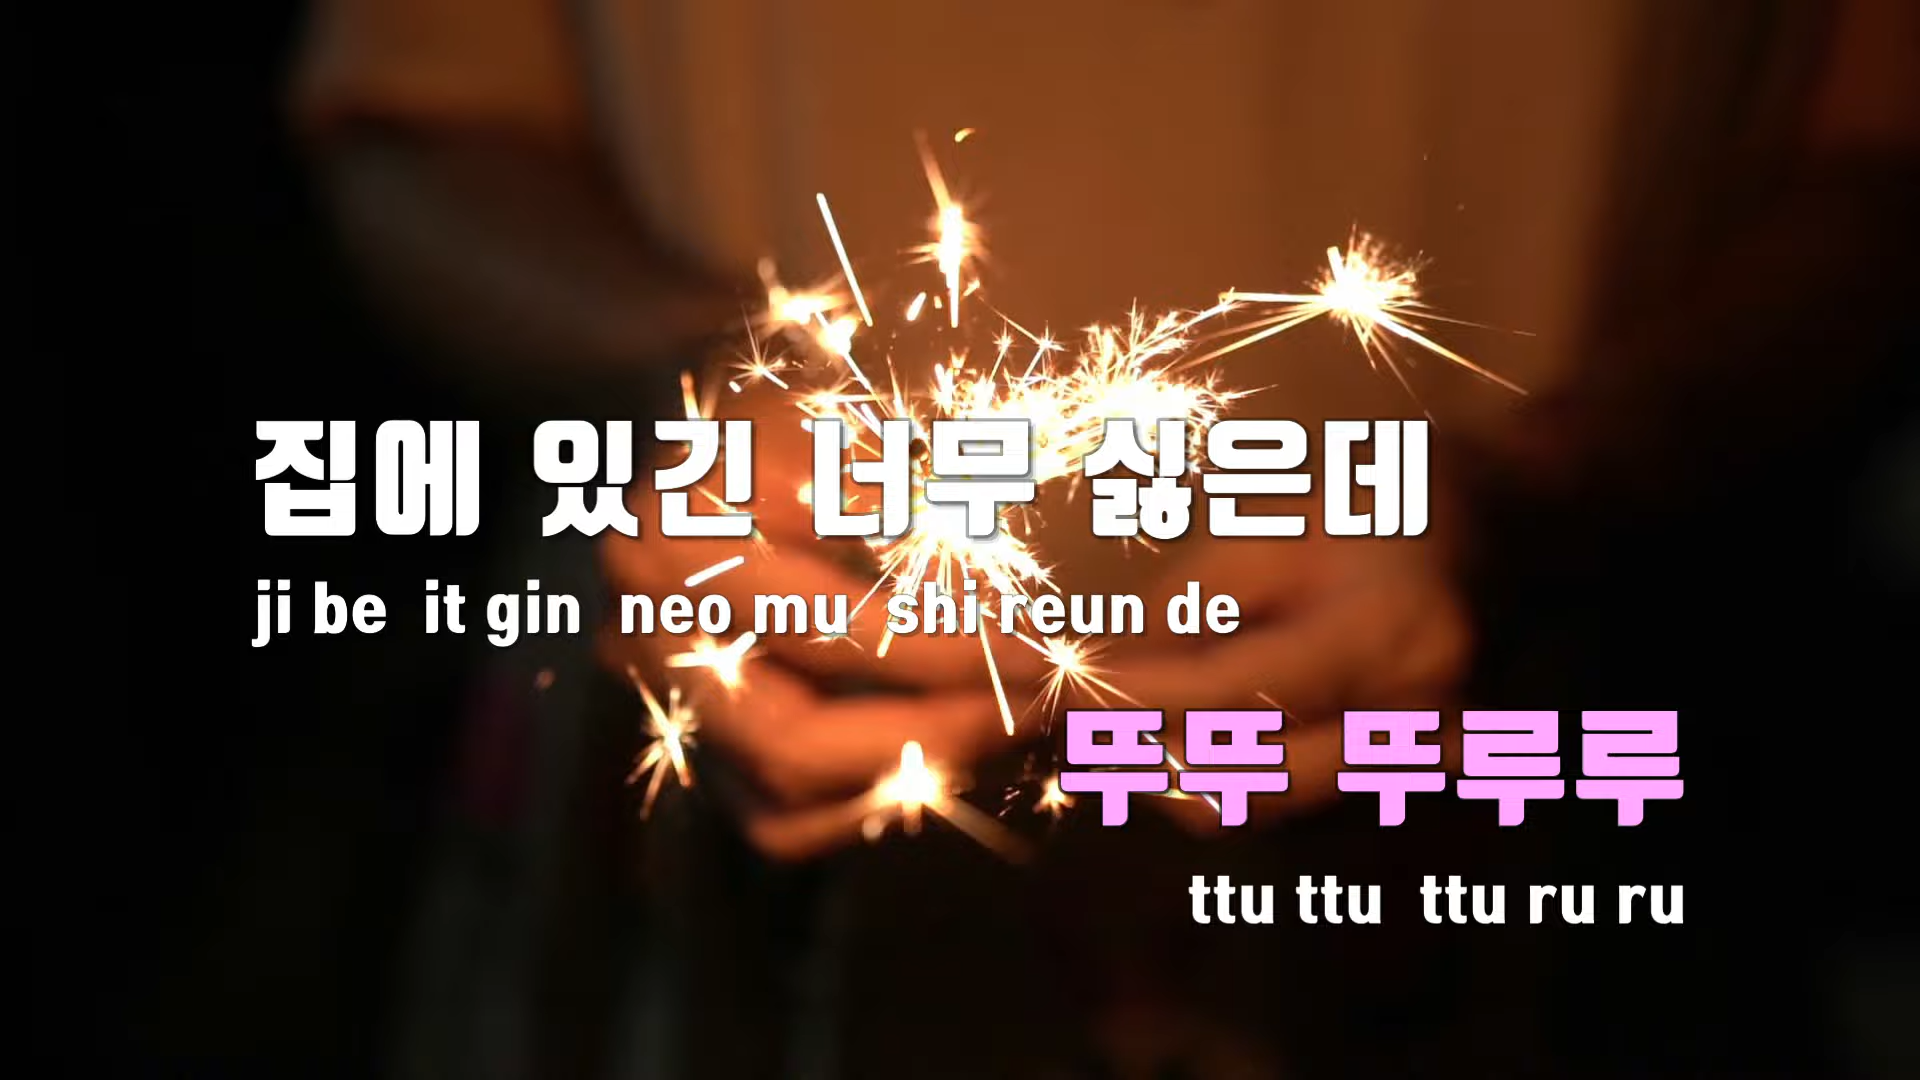 집에 있긴 너무 싫은데
ji be it gin neo mu shi reun de
뚜뚜 뚜루루
ttu ttu ttu ru ru